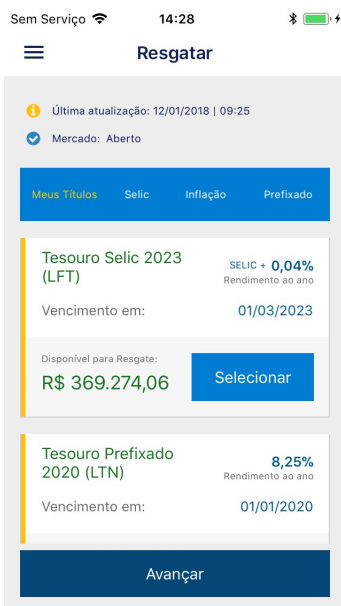 Sem Serviço 14:28
Resgatar
Última atualização: 12/01/2018 | 09:25
Mercado: Aberto
Meus Títulos Selic Inflação Prefixado
Tesouro Selic 2023
(LFT)
SELIC + 0,04%
Rendimento ao ano
Vencimento em: 01/03/2023
Disponível para Resgate:
R$ 369.274,06
Selecionar
Tesouro Prefixado
2020 (LTN)
8,25%
Rendimento ao ano
Vencimento em: 01/01/2020
Avançar